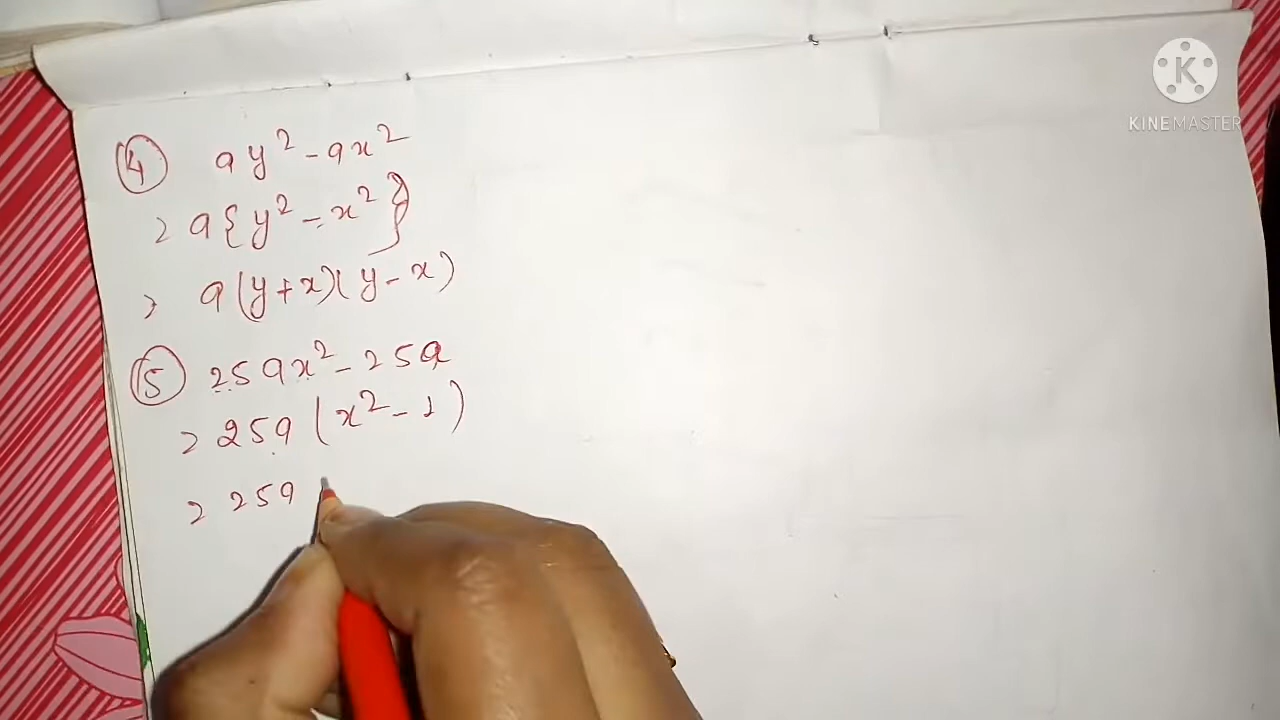 ④ ay² - ax²
> a{y² - x²}
> a(y+x)(y-x)
⑤ 25ax² - 25a
> 25a(x² - 1)
> 25a
K
KINEMASTER